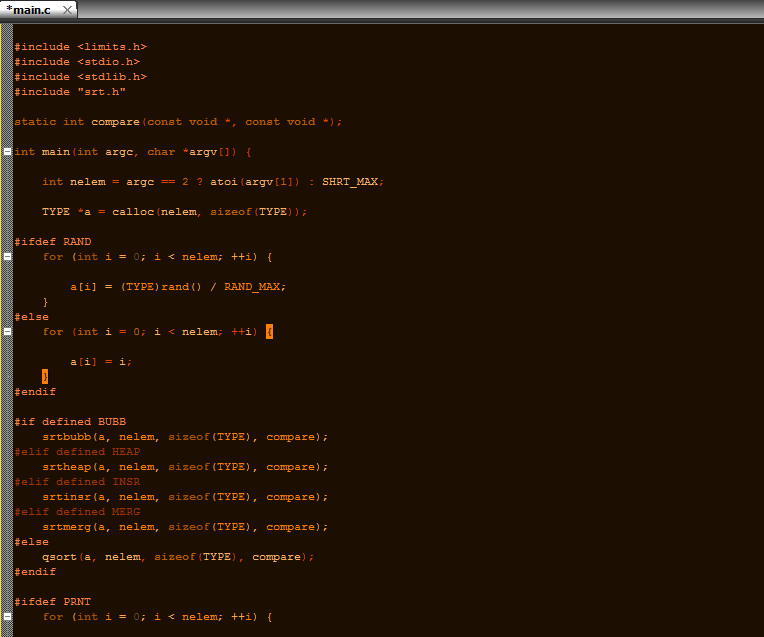 *main.c
#include <limits.h>
#include <stdio.h>
#include <stdlib.h>
#include "srt.h"
static int compare(const void *, const void *);
int main(int argc, char *argv[]) {
int nelem = argc == 2 ? atoi(argv[1]) : SHRT_MAX;
TYPE *a = calloc(nelem, sizeof(TYPE));
#ifdef RAND
for (int i = 0; i < nelem; ++i) {
a[i] = (TYPE)rand() / RAND_MAX;
}
#else
for (int i = 0; i < nelem; ++i) {
a[i] = i;
}
#endif
#if defined BUBB
srtbubb(a, nelem, sizeof(TYPE), compare);
#elif defined HEAP
srtheap(a, nelem, sizeof(TYPE), compare);
#elif defined INSR
srtinsr(a, nelem, sizeof(TYPE), compare);
#elif defined MERG
srtmerg(a, nelem, sizeof(TYPE), compare);
#else
qsort(a, nelem, sizeof(TYPE), compare);
#endif
#ifdef PRNT
for (int i = 0; i < nelem; ++i) {